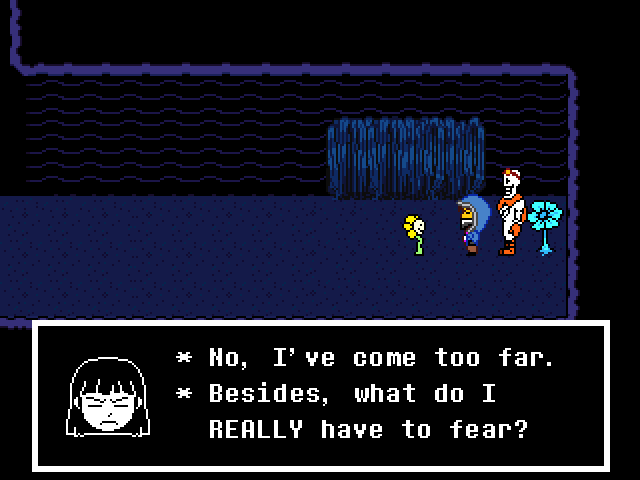 * No, I've come too far.
* Besides, what do I
REALLY have to fear?